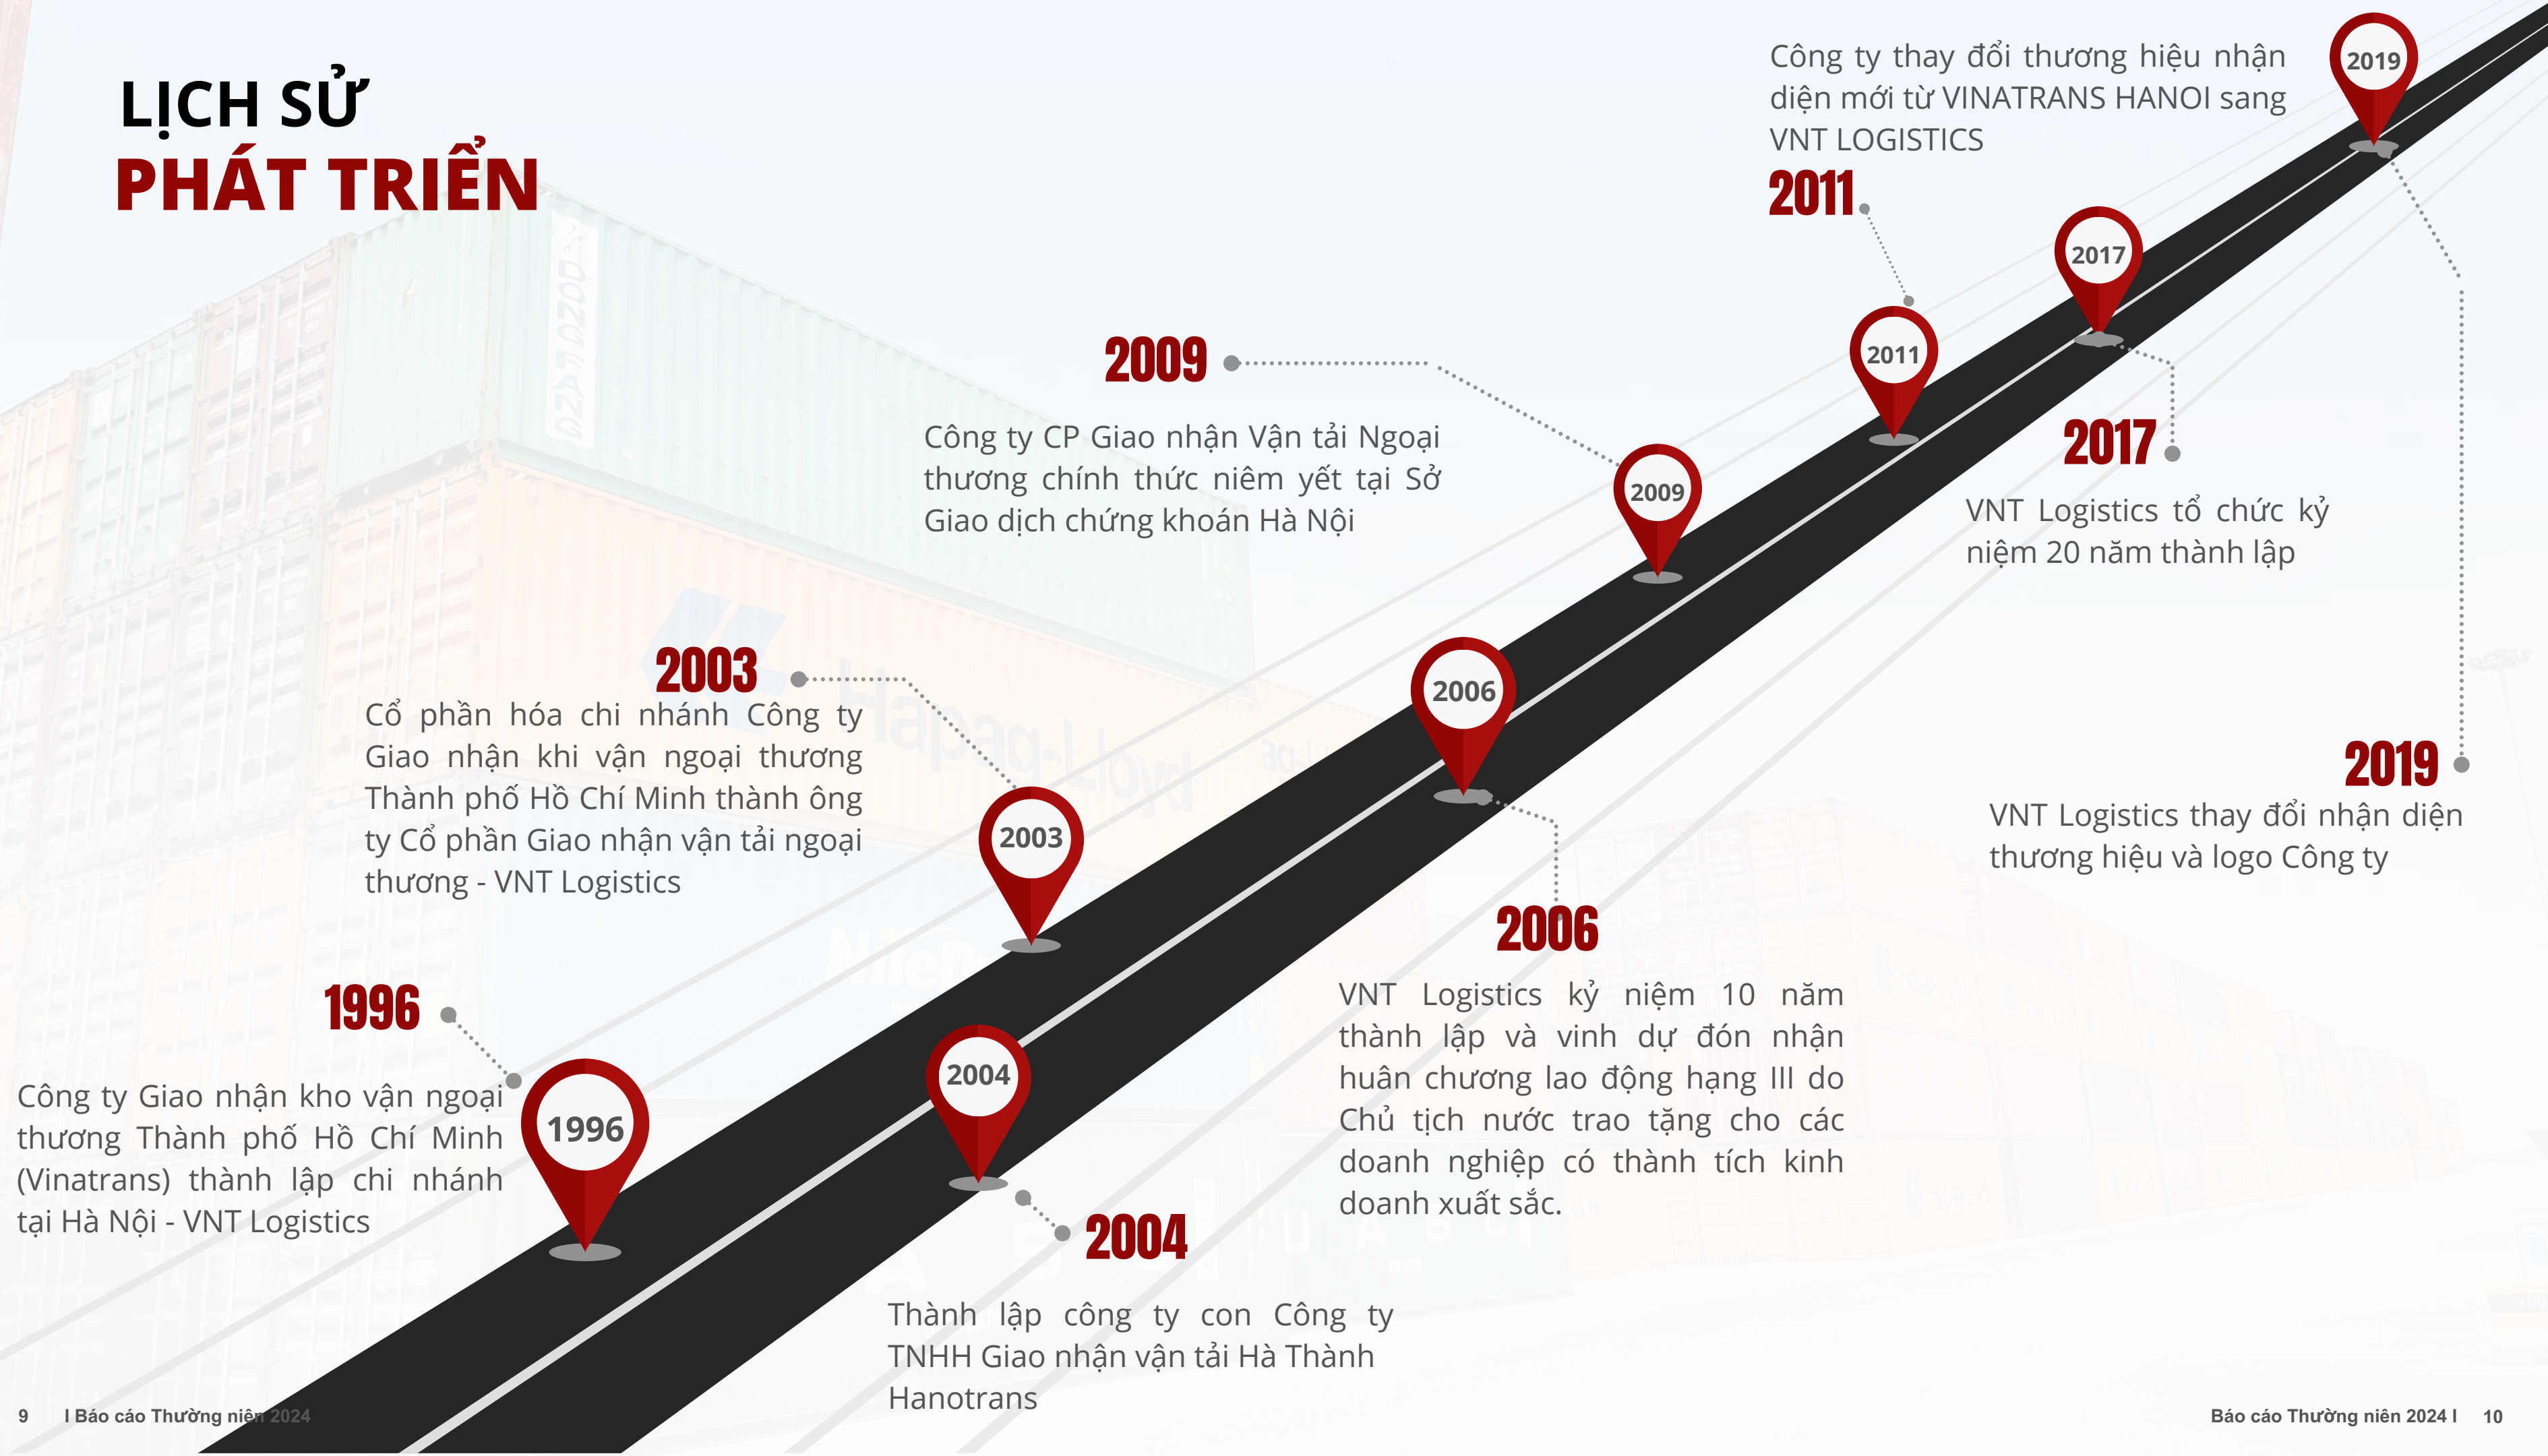 LỊCH SỬ
PHÁT TRIỂN
1996
Công ty Giao nhận kho vận ngoại
thương Thành phố Hồ Chí Minh
(Vinatrans) thành lập chi nhánh
tại Hà Nội - VNT Logistics
1996
2003
Cổ phần hóa chi nhánh Công ty
Giao nhận khi vận ngoại thương
Thành phố Hồ Chí Minh thành ông
ty Cổ phần Giao nhận vận tải ngoại
thương - VNT Logistics
2003
2004
2004
Thành lập công ty con Công ty
TNHH Giao nhận vận tải Hà Thành
Hanotrans
2006
2006
VNT Logistics kỷ niệm 10 năm
thành lập và vinh dự đón nhận
huân chương lao động hạng III do
Chủ tịch nước trao tặng cho các
doanh nghiệp có thành tích kinh
doanh xuất sắc.
2009
Công ty CP Giao nhận Vận tải Ngoại
thương chính thức niêm yết tại Sở
Giao dịch chứng khoán Hà Nội
2009
Công ty thay đổi thương hiệu nhận
diện mới từ VINATRANS HANOI sang
VNT LOGISTICS
2011
2011
2017
2017
VNT Logistics tổ chức kỷ
niệm 20 năm thành lập
2019
2019
VNT Logistics thay đổi nhận diện
thương hiệu và logo Công ty
Hapag-Lloyd
9 I Báo cáo Thường niên 2024
Báo cáo Thường niên 2024 I 10